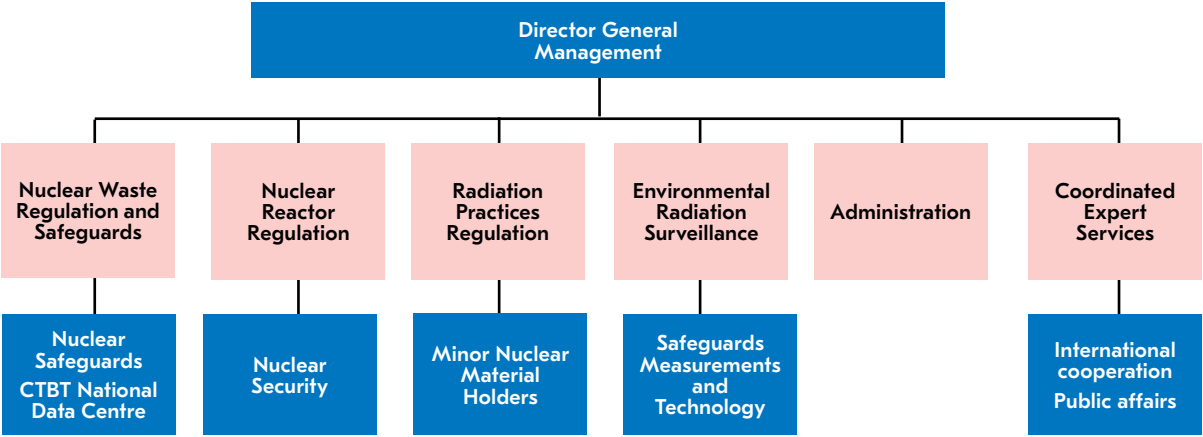 Director General
Management
Nuclear Waste
Regulation and
Safeguards
Nuclear
Reactor
Regulation
Radiation
Practices
Regulation
Environmental
Radiation
Surveillance
Administration
Coordinated
Expert
Services
Nuclear
Safeguards
CTBT National
Data Centre
Nuclear
Security
Minor Nuclear
Material
Holders
Safeguards
Measurements
and
Technology
International
cooperation
Public affairs